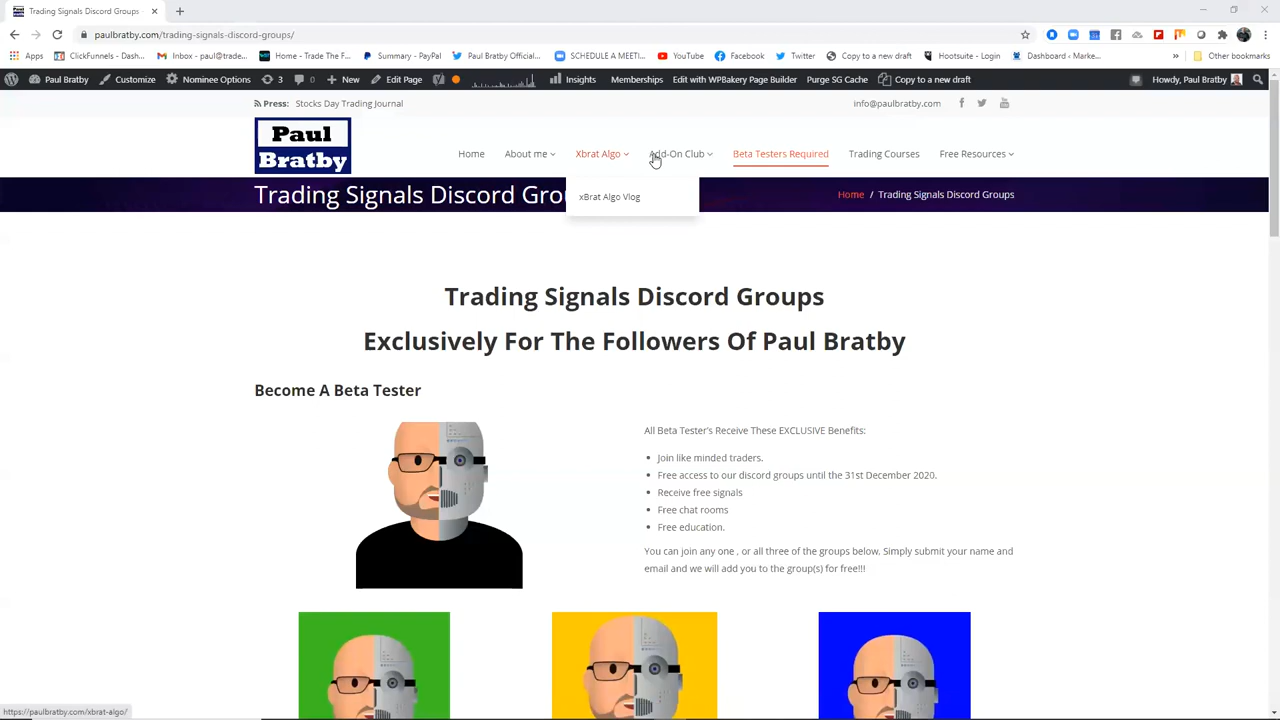 Trading Signals Discord Groups
paulbratby.com/trading-signals-discord-groups/
Apps
ClickFunnels - Dash...
Inbox - paul@trade...
Home - Trade The F...
Summary - PayPal
Paul Bratby Official...
SCHEDULE A MEETI...
YouTube
Facebook
Twitter
Copy to a new draft
Hootsuite - Login
Dashboard ‹ Marke...
»
Other bookmarks
Paul Bratby
Customize
Nominee Options
3
0
New
Edit Page
Insights
Memberships
Edit with WPBakery Page Builder
Purge SG Cache
Copy to a new draft
Howdy, Paul Bratby
Press: Stocks Day Trading Journal
info@paulbratby.com
Paul
Bratby
Home
About me
Xbrat Algo
Add-On Club
Beta Testers Required
Trading Courses
Free Resources
xBrat Algo Vlog
Trading Signals Discord Grou
Home / Trading Signals Discord Groups
Trading Signals Discord Groups
Exclusively For The Followers Of Paul Bratby
Become A Beta Tester
All Beta Tester's Receive These EXCLUSIVE Benefits:
Join like minded traders.
Free access to our discord groups until the 31st December 2020.
Receive free signals
Free chat rooms
Free education.
You can join any one , or all three of the groups below. Simply submit your name and
email and we will add you to the group(s) for free!!!
https://paulbratby.com/xbrat-algo/